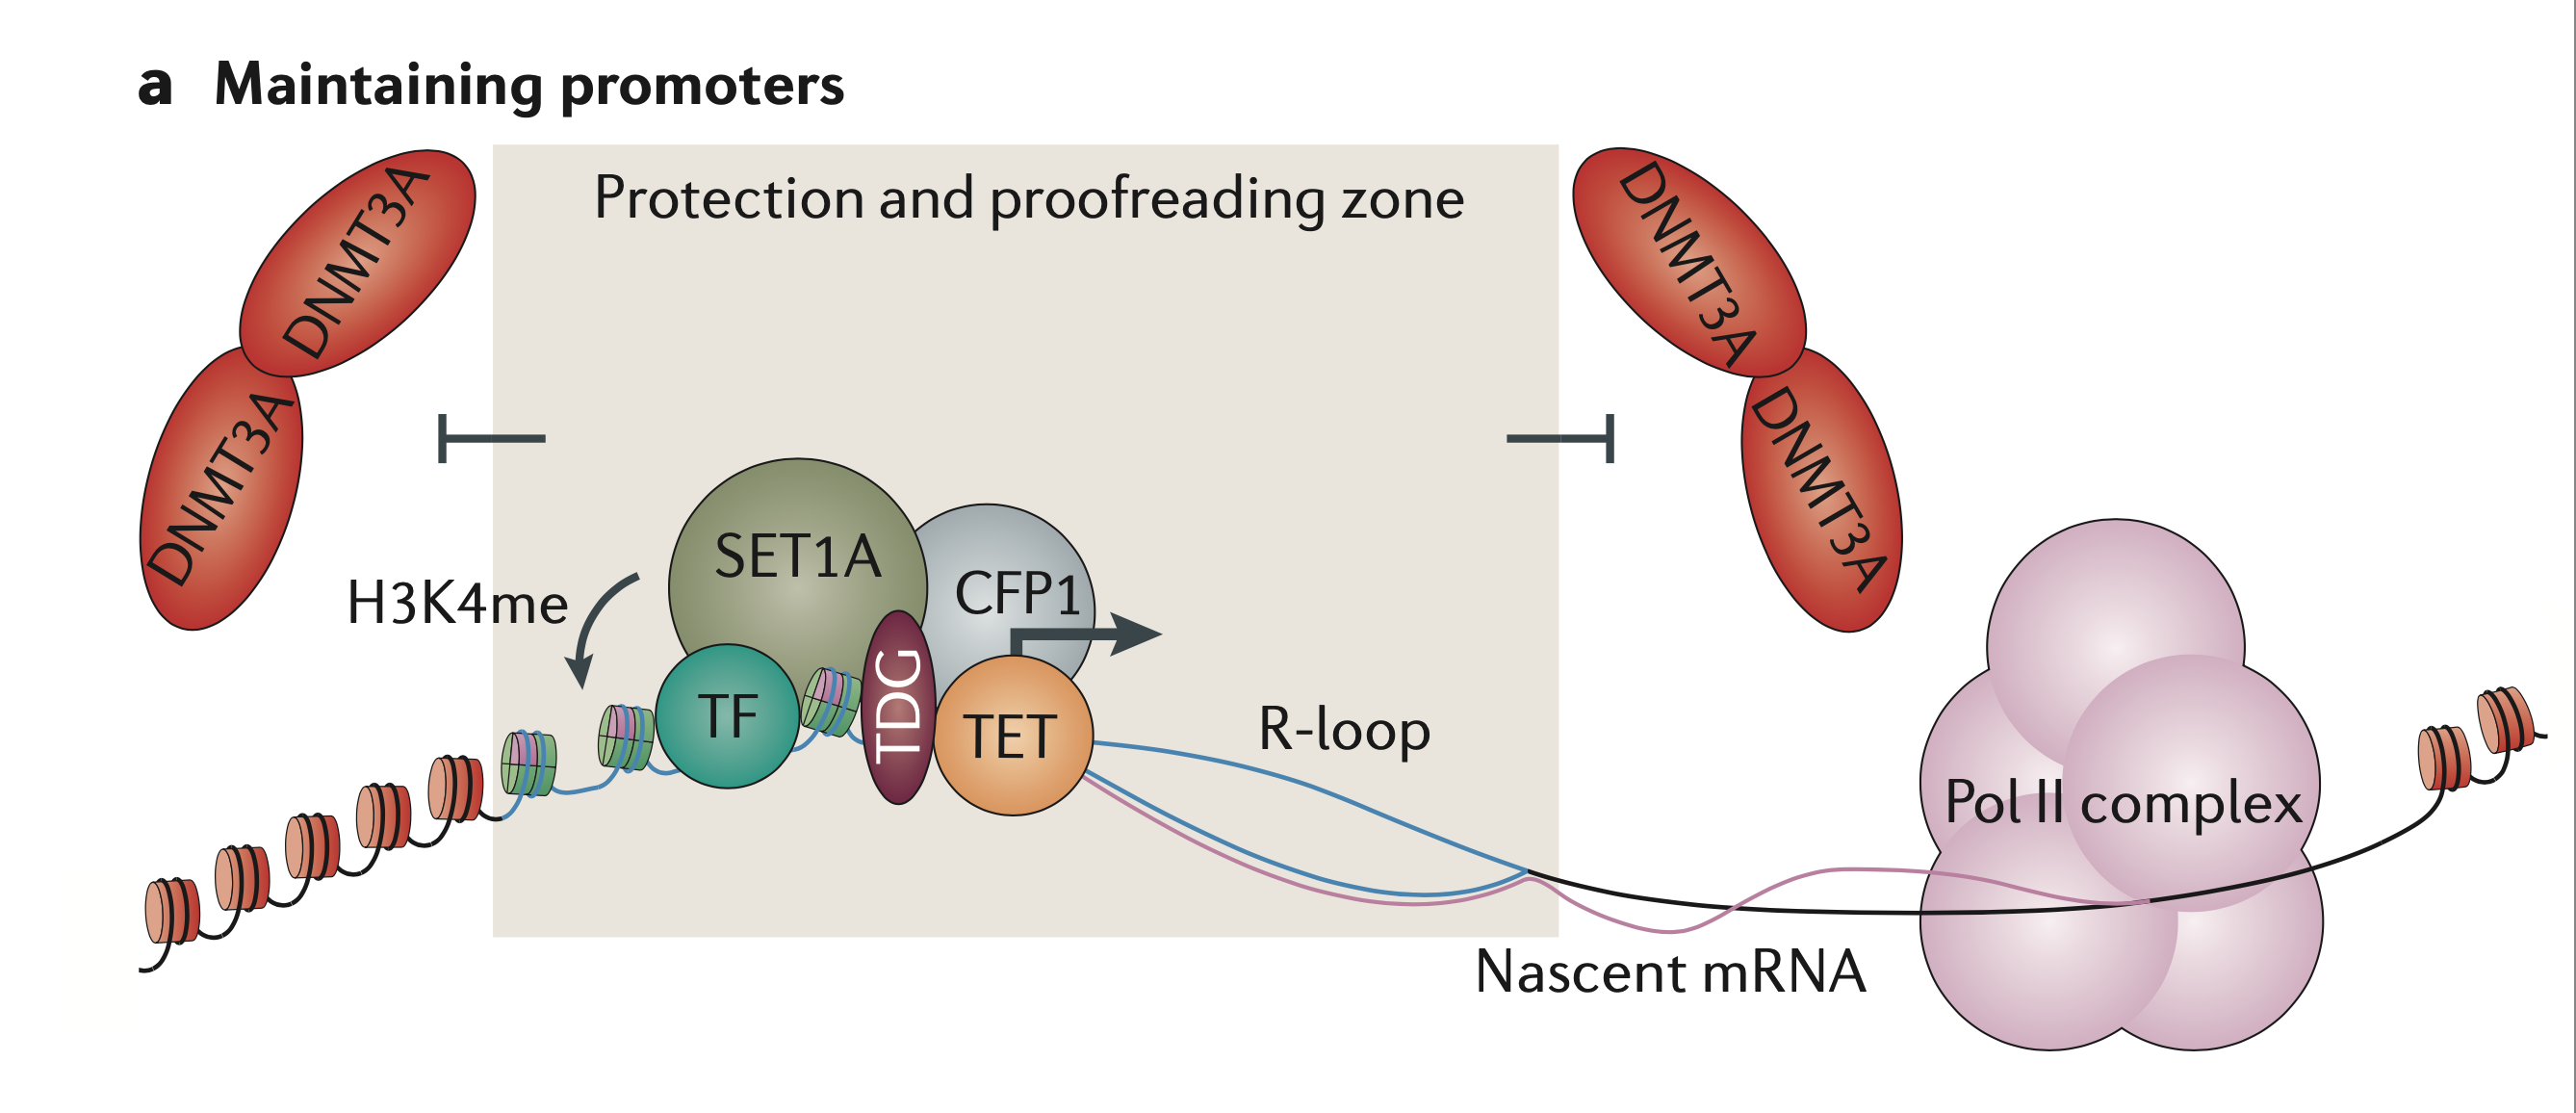 a Maintaining promoters
Protection and proofreading zone
DNMT3A
DNMT3A
DNMT3A
DNMT3A
SET1A
CFP1
H3K4me
TF
TDG
TET
R-loop
Pol II complex
Nascent mRNA